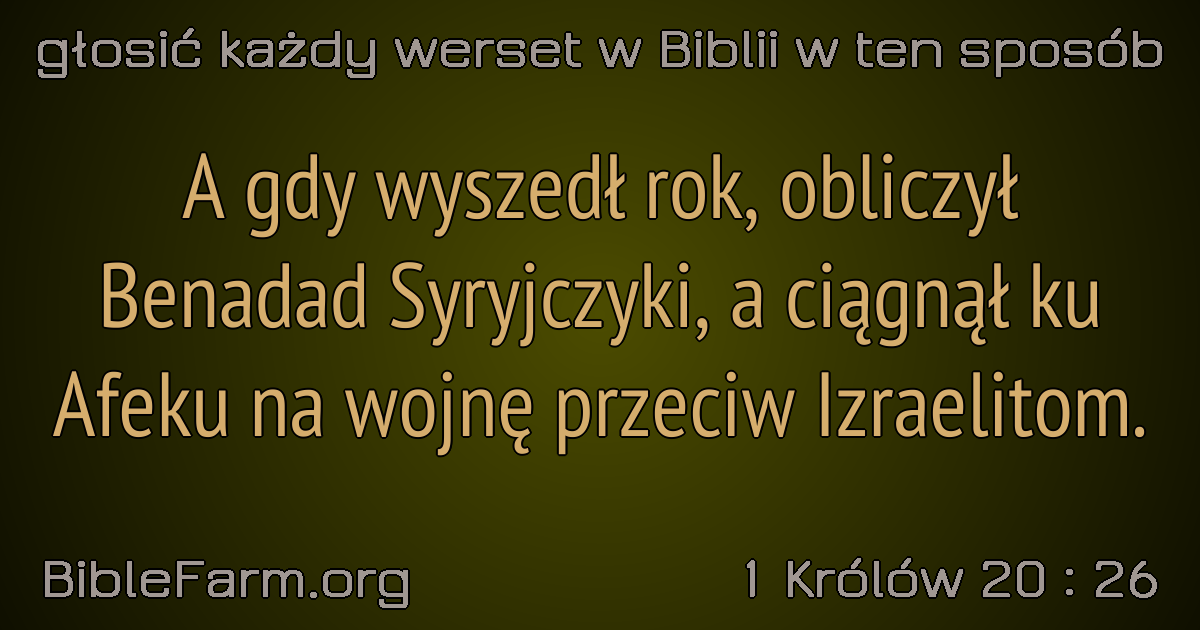 głosić każdy werset w Biblii w ten sposób
A gdy wyszedł rok, obliczył
Benadad Syryjczyki, a ciągnął ku
Afeku na wojnę przeciw Izraelitom.
BibleFarm.org
1 Królów 20 : 26